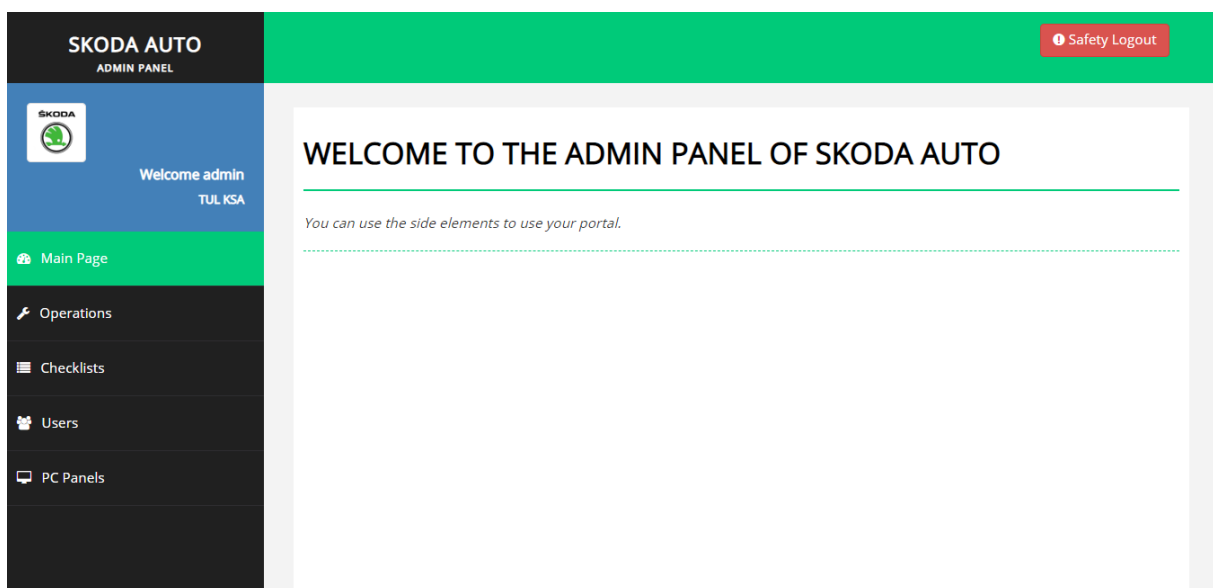 SKODA AUTO
ADMIN PANEL
Safety Logout
ŠKODA
Welcome admin
TUL KSA
Main Page
Operations
Checklists
Users
PC Panels
WELCOME TO THE ADMIN PANEL OF SKODA AUTO
You can use the side elements to use your portal.